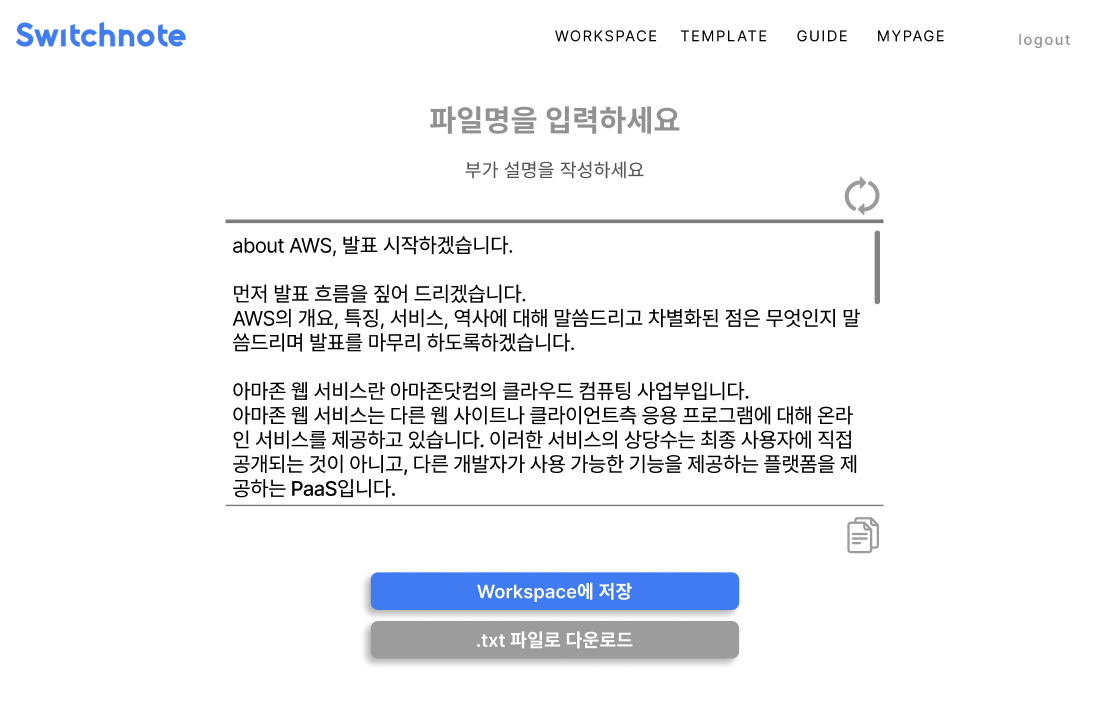 Switchnote
WORKSPACE TEMPLATE GUIDE MYPAGE logout
파일명을 입력하세요
부가 설명을 작성하세요
about AWS, 발표 시작하겠습니다.
먼저 발표 흐름을 짚어 드리겠습니다.
AWS의 개요, 특징, 서비스, 역사에 대해 말씀드리고 차별화된 점은 무엇인지 말
씀드리며 발표를 마무리 하도록하겠습니다.
아마존 웹 서비스란 아마존닷컴의 클라우드 컴퓨팅 사업부입니다.
아마존 웹 서비스는 다른 웹 사이트나 클라이언트측 응용 프로그램에 대해 온라
인 서비스를 제공하고 있습니다. 이러한 서비스의 상당수는 최종 사용자에 직접
공개되는 것이 아니고, 다른 개발자가 사용 가능한 기능을 제공하는 플랫폼을 제
공하는 PaaS입니다.
Workspace에 저장
.txt 파일로 다운로드